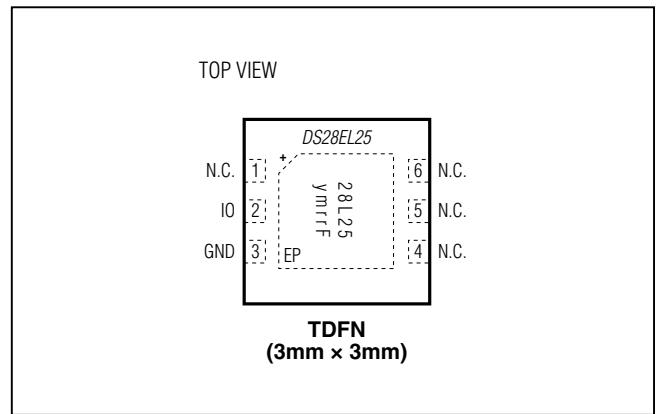 TOP VIEW
DS28EL25
+
N.C. 1
IO 2
GND 3
28L25
ymrrF
EP
6 N.C.
5 N.C.
4 N.C.
TDFN
(3mm × 3mm)